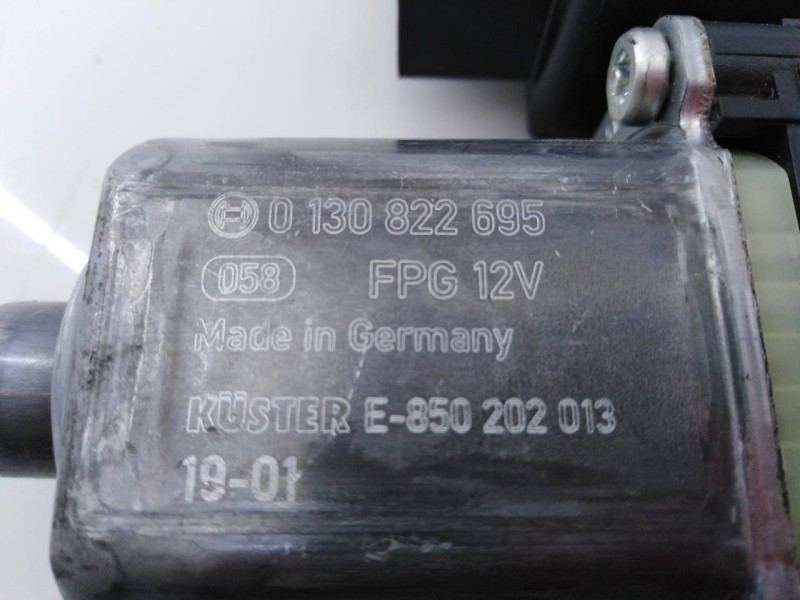 0 130 822 695
058 FPG 12V
Made in Germany
KÜSTER E-850 202 013
19-01